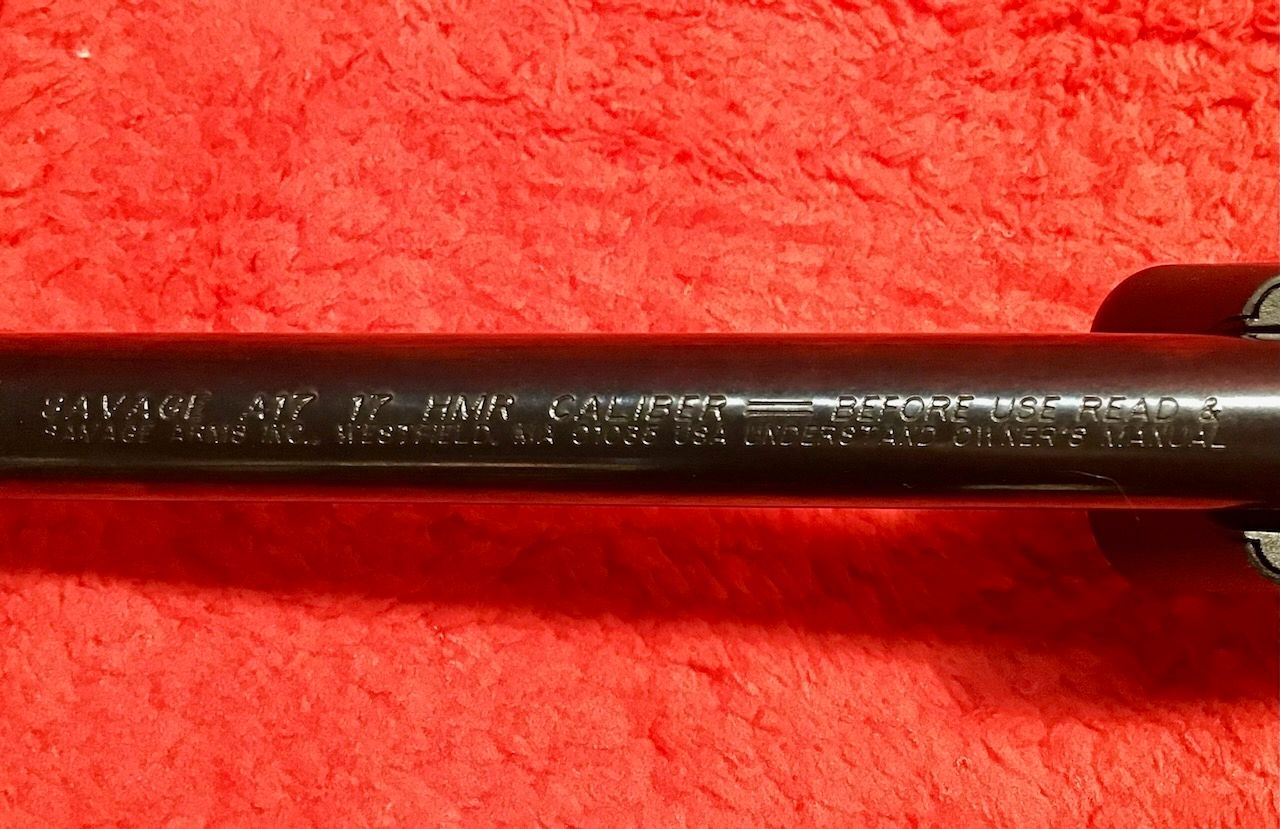 SAVAGE A17 17 HMR CALIBER == BEFORE USE READ &
SAVAGE ARMS INC. WESTFIELD, MA 01085 USA UNDERSTAND OWNER'S MANUAL